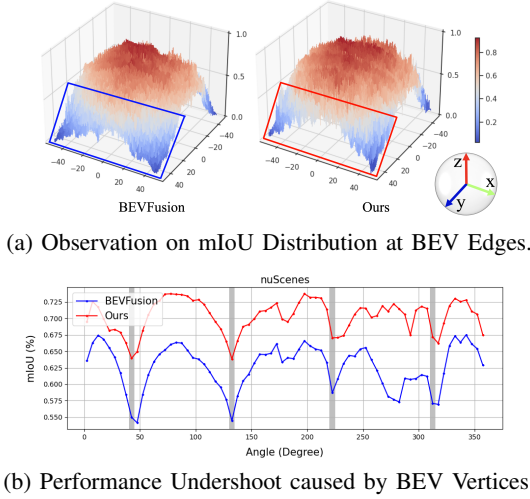 1.0
0.5
0.0
-40
-20
0
20
40
-40
-20
0
20
40
BEVFusion
1.0
0.5
0.0
-40
-20
0
20
40
-40
-20
0
20
40
Ours
0.8
0.6
0.4
0.2
z
x
y
(a) Observation on mIoU Distribution at BEV Edges.
nuScenes
BEVFusion
Ours
mIoU (%)
0.725
0.700
0.675
0.650
0.625
0.600
0.575
0.550
0 50 100 150 200 250 300 350
Angle (Degree)
(b) Performance Undershoot caused by BEV Vertices